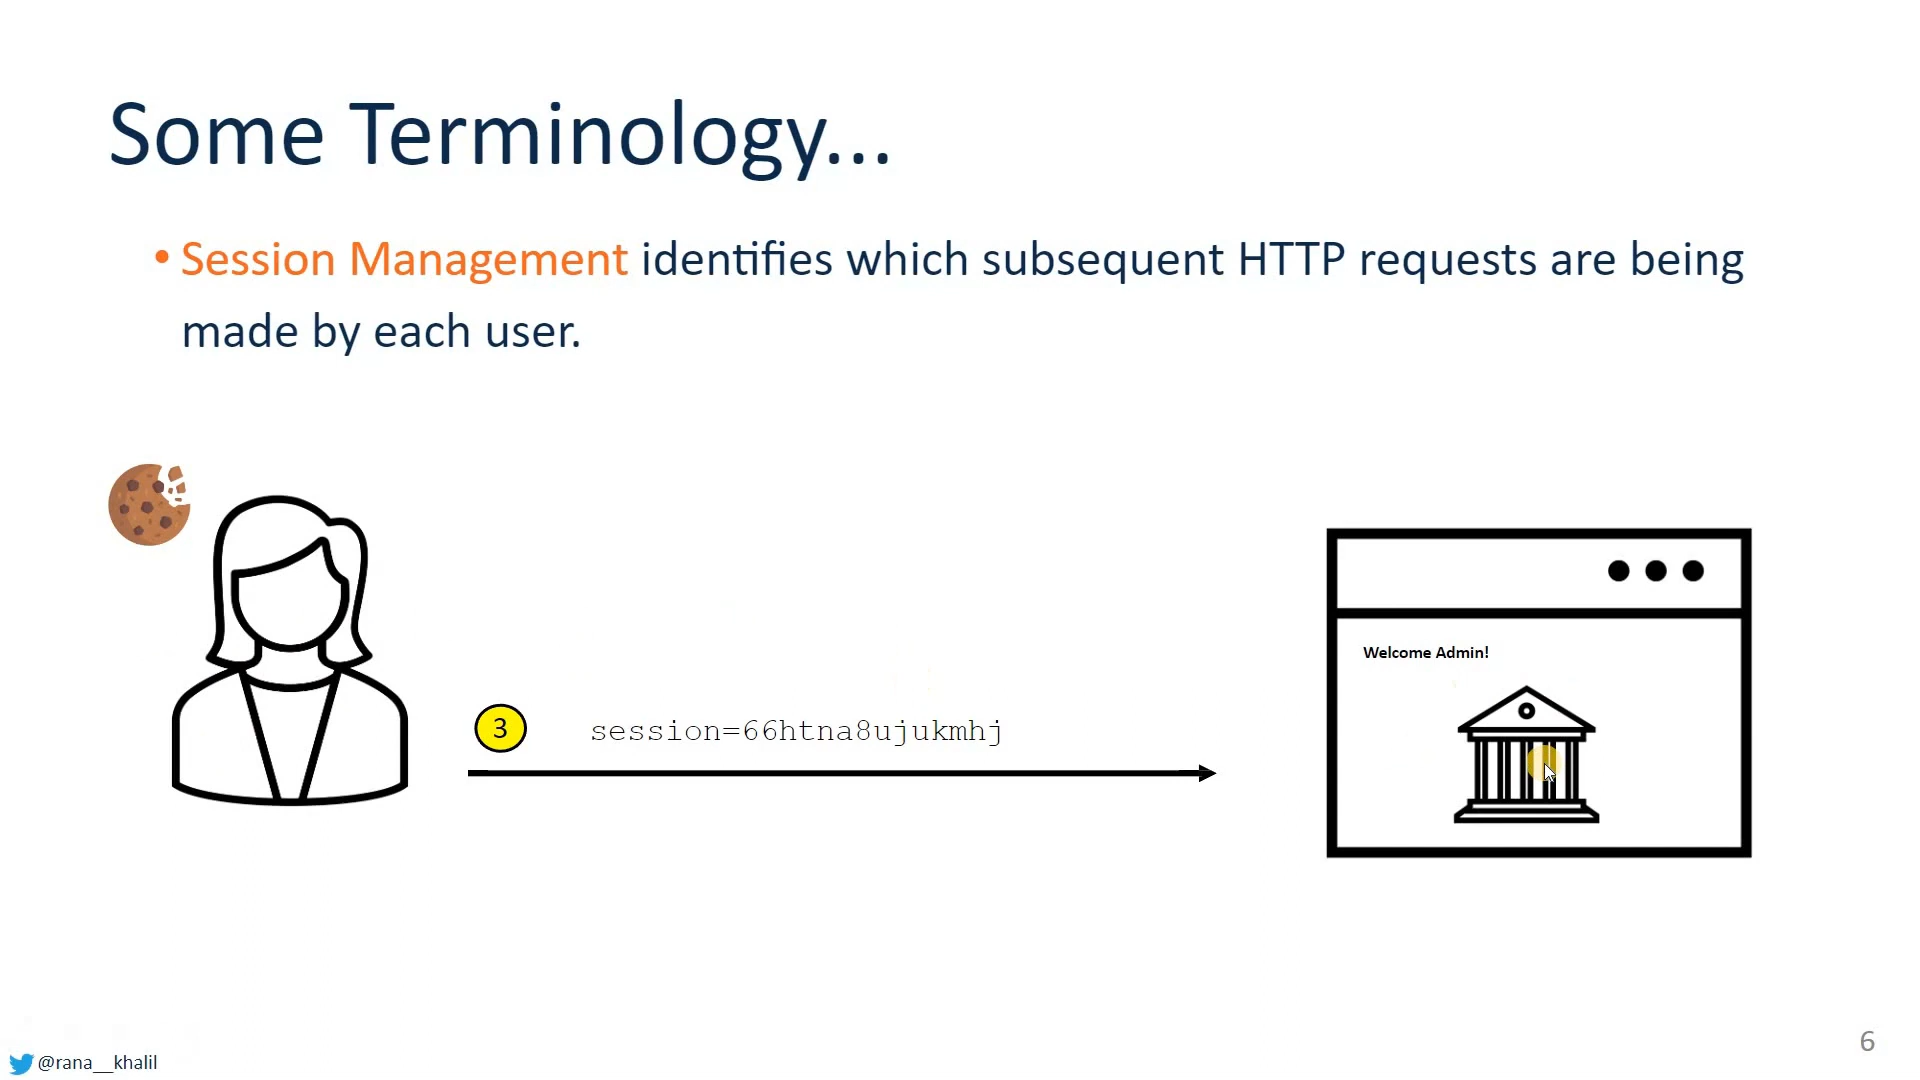 Some Terminology...
• Session Management identifies which subsequent HTTP requests are being
made by each user.
Welcome Admin!
3
session=66htna8ujukmhj
@rana__khalil
6